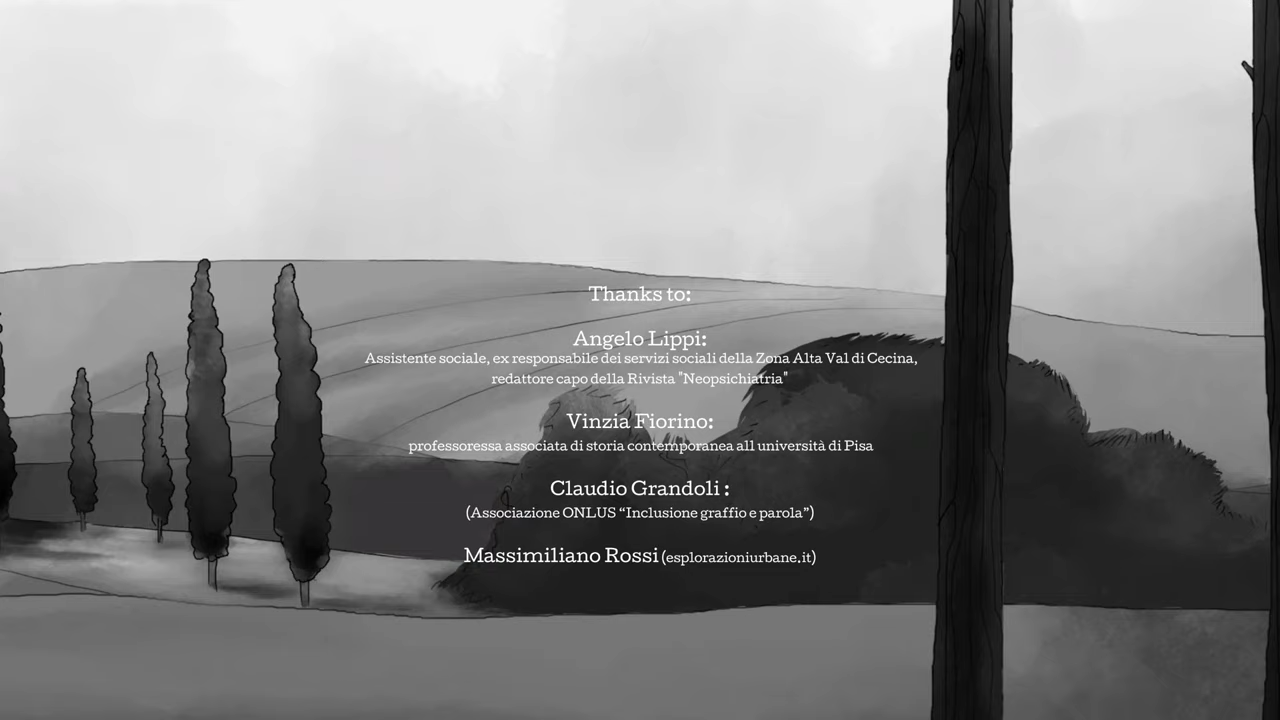 Thanks to:
Angelo Lippi:
Assistente sociale, ex responsabile dei servizi sociali della Zona Alta Val di Cecina,
redattore capo della Rivista "Neopsichiatria"
Vinzia Fiorino:
professoressa associata di storia contemporanea all università di Pisa
Claudio Grandoli :
(Associazione ONLUS “Inclusione graffio e parola”)
Massimiliano Rossi (esplorazioniurbane.it)